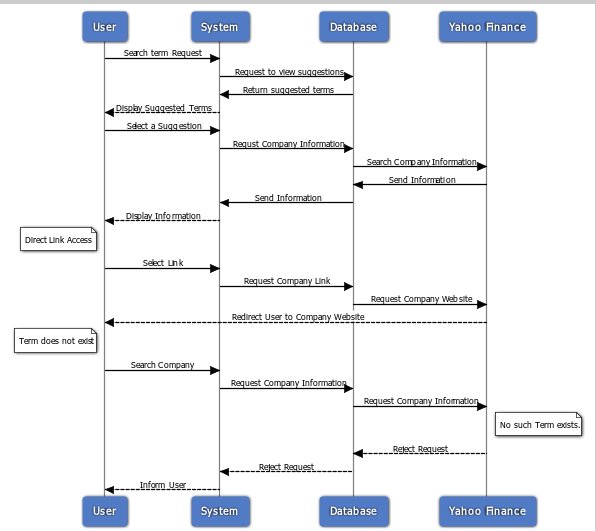 User System Database Yahoo Finance
Search term Request
Request to view suggestions
Return suggested terms
Display Suggested Terms
Select a Suggestion
Requst Company Information
Search Company Information
Send Information
Send Information
Display Information
Direct Link Access
Select Link
Request Company Link
Request Company Website
Redirect User to Company Website
Term does not exist
Search Company
Request Company Information
Request Company Information
No such Term exists.
Reject Request
Reject Request
Inform User
User System Database Yahoo Finance